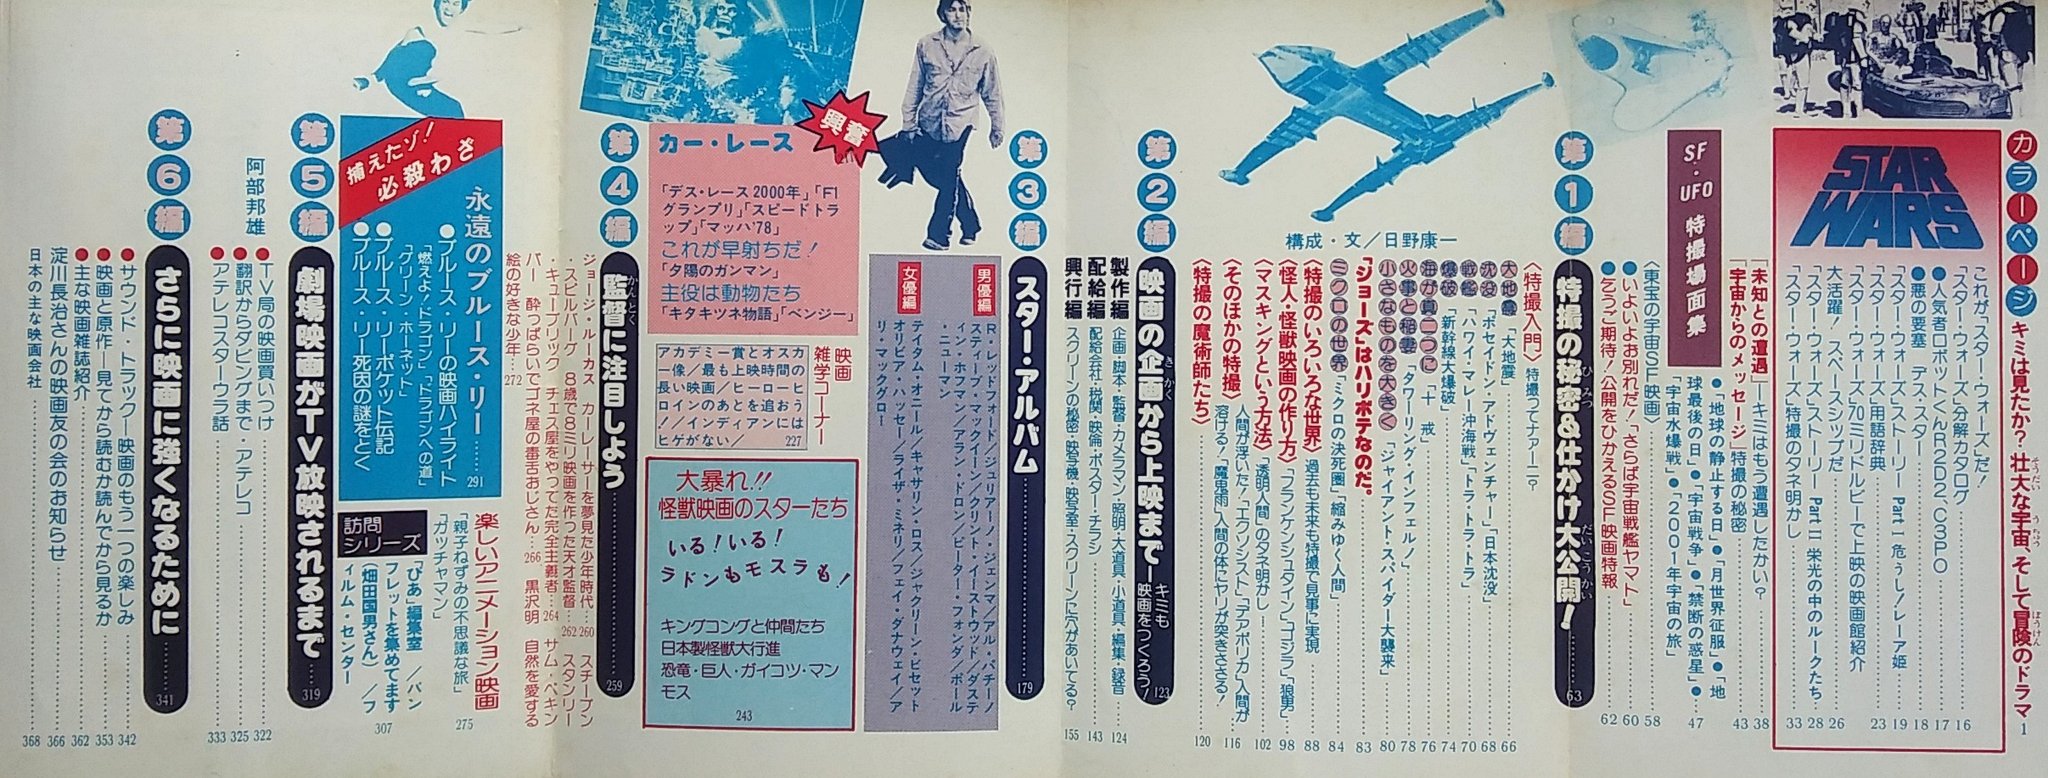 カラーページ キミは見たか?壮大な宇宙、そして冒険のドラマ 1
STAR WARS
これが、“スター・ウォーズ”だ! 16
●人気者ロボットくんR2D2、C3PO 17
●悪の要塞 デス・スター 18
「スター・ウォーズ」ストーリー Part I 危うし!レーア姫 19
「スター・ウォーズ」用語辞典 23
「スター・ウォーズ」70ミリドルビーで上映の映画館紹介 26
大活躍!スペースシップだ 28
「スター・ウォーズ」特撮のタネ明かし 33
SF・UFO 特撮場面集
「未知との遭遇」―キミはもう遭遇したかい? 38
「宇宙からのメッセージ」特撮の秘密 43
●「地球の静止する日」●「月世界征服」●「地
球最後の日」●「宇宙戦争」●「禁断の惑星」●
「宇宙水爆戦」●「2001年宇宙の旅」 47
〈東宝の宇宙SF映画〉 58
●いよいよお別れだ!「さらば宇宙戦艦ヤマト」 60
●乞うご期待!公開をひかえるSF映画特報 62
第1編 特撮の秘密&仕かけ大公開! 63
構成・文/日野康一
〈特撮入門〉特撮ってナァーニ? 66
大地震 「大地震」
沈没 「ポセイドン・アドヴェンチャー」「日本沈没」 68
戦艦 「ハワイ・マレー沖海戦」「トラ・トラ・トラ」 70
爆破 「新幹線大爆破」 74
海が真二つに 「十戒」 76
火事と稲妻 「タワーリング・インフェルノ」 78
小さなものを大きく 「ジャイアント・スパイダー大襲来」 80
「ジョーズ」はハリボテなのだ。 83
ミクロの世界 「ミクロの決死圏」「縮みゆく人間」 84
〈特撮のいろいろな世界〉過去も未来も特撮で見事に実現 88
〈怪人・怪獣映画の作り方〉「フランケンシュタイン」「ゴジラ」「狼男」 98
〈マスキングという方法〉「透明人間」のタネ明かし― 102
〈そのほかの特撮〉人間が浮いた!「エクソシスト」「デアボリカ」人間が
溶ける!「魔鬼雨」人間の体にヤリが突きささる! 116
〈特撮の魔術師たち〉 120
第2編 映画の企画から上映まで―キミも映画をつくろう! 123
製作編 企画・脚本・監督・カメラマン・照明・大道具・小道具・編集・録音 124
配給編 配給会社・税関・映倫・ポスター・チラシ 143
興行編 スクリーンの秘密・映写機・映写室・スクリーンに穴があいてる? 155
第3編 スター・アルバム 179
男優編
R・レッドフォード/ジュリアーノ・ジェンマ/アル・パチーノ
スティーブ・マックィーン/クリント・イーストウッド/ダステ
ィン・ホフマン/アラン・ドロン/ピーター・フォンダ/ポール
・ニューマン
女優編
テイタム・オニール/キャサリン・ロス/ジャクリーン・ビセット
オリビア・ハッセー/ライザ・ミネリ/フェイ・ダナウェイ/ア
リ・マックグロー
興奮
カー・レース
「デス・レース2000年」「F1
グランプリ」「スピードトラ
ップ」「マッハ'78」
これが早射ちだ!
「夕陽のガンマン」
主役は動物たち
「キタキツネ物語」「ベンジー」
映画
雑学コーナー
アカデミー賞とオスカ
ー像/最も上映時間の
長い映画/ヒーローヒ
ロインのあとを追おう
!/インディアンには
ヒゲがない/ 227
大暴れ!!
怪獣映画のスターたち
いる!いる!
ラドンもモスラも!
キングコングと仲間たち
日本製怪獣大行進
恐竜・巨人・ガイコツ・マン
モス
243
第4編 監督に注目しよう 259
ジョージ・ルーカス カーレーサーを夢見た少年時代…260 スチーブン
・スピルバーグ 8歳で8ミリ映画を作った天才監督…262 スタンリー
・キューブリック チェス屋をやってた完全主義者…264 サム・ペキン
パー 酔っぱらいでゴネ屋の毒舌おじさん…266 黒沢明 自然を愛する
絵の好きな少年…272
捕えたゾ!必殺わざ
永遠のブルース・リー 291
●ブルース・リーの映画ハイライト
「燃えよ!ドラゴン」「ドラゴンへの道」
「グリーン・ホーネット」
●ブルース・リーポケット伝記
●ブルース・リー死因の謎をとく
楽しいアニメーション映画
「親子ねずみの不思議な旅」
「ガッチャマン」 275
訪問
シリーズ
「ぴあ」編集室 /パン
フレットを集めてます
(畑田国男さん) /フ
ィルム・センター 307
第5編 劇場映画がTV放映されるまで 319
阿部邦雄
●TV局の映画買いつけ 322
●翻訳からダビングまで・アテレコ 325
●アテレコスターウラ話 333
第6編 さらに映画に強くなるために 341
●サウンド・トラック―映画のもう一つの楽しみ 342
●映画と原作―見てから読むか読んでから見るか 353
●主な映画雑誌紹介 362
淀川長治さんの映画友の会のお知らせ 366
日本の主な映画会社 368